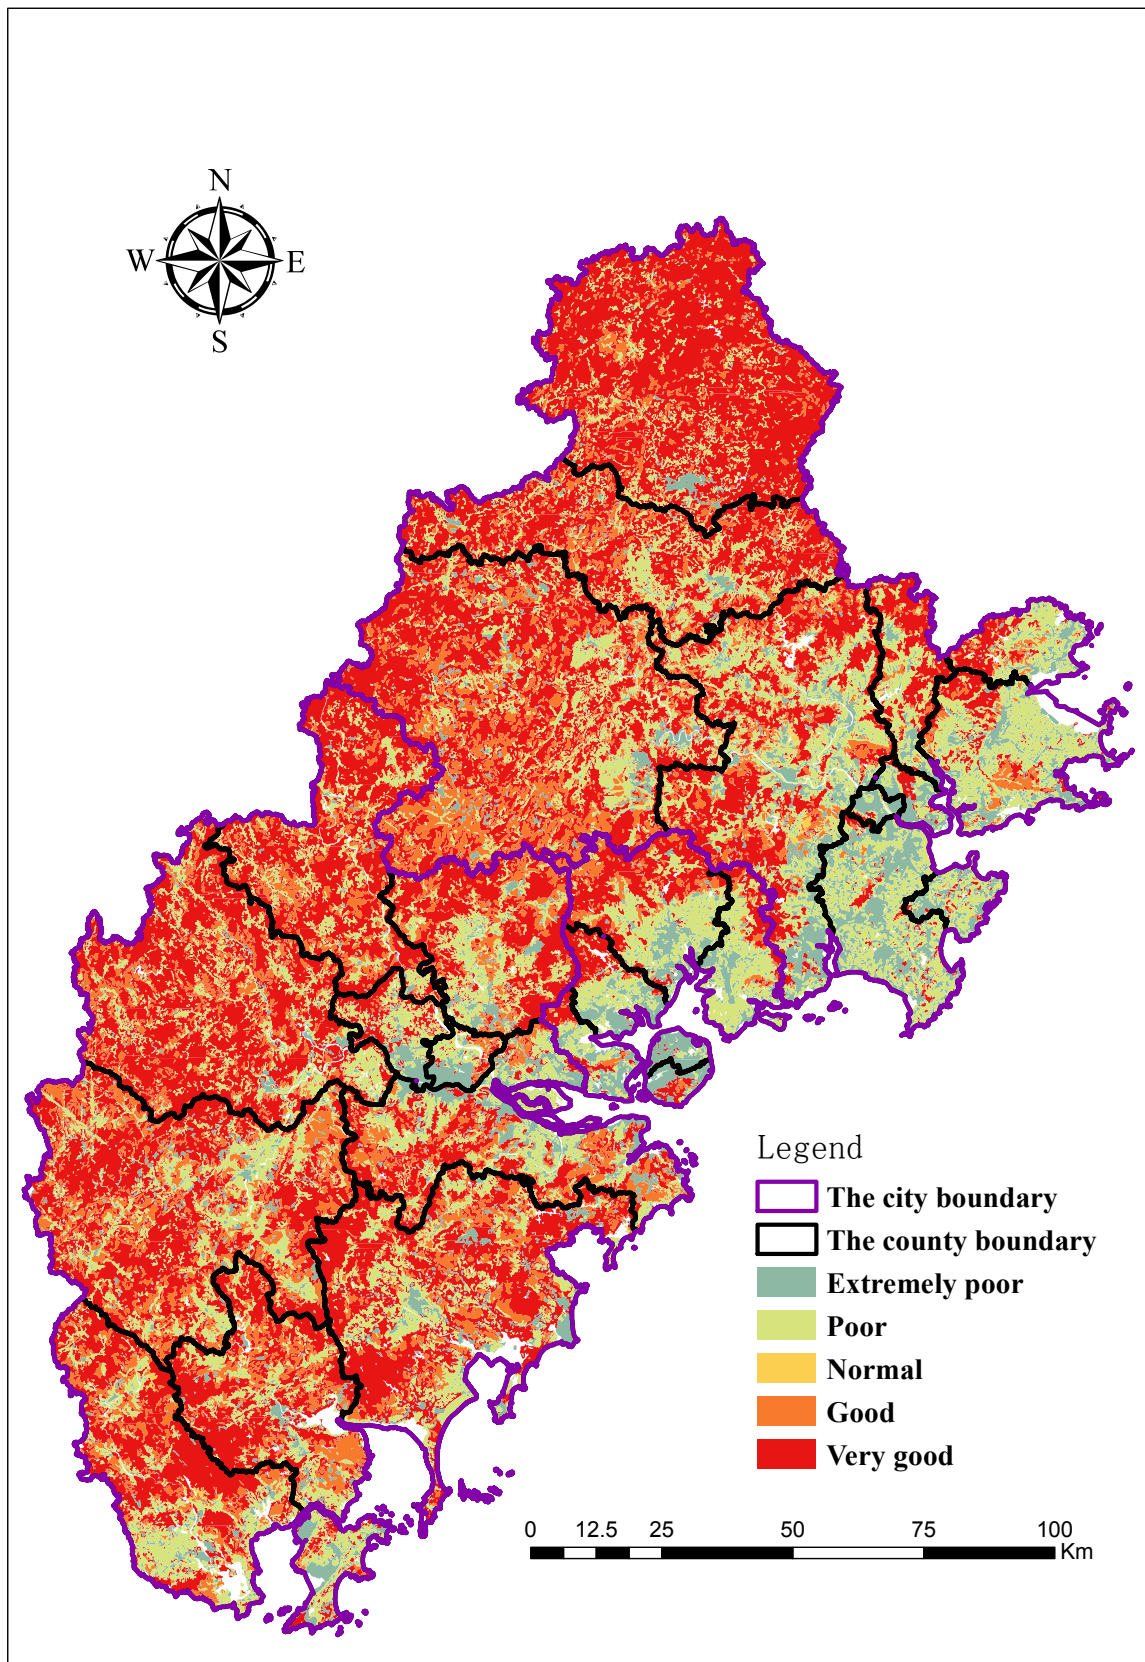 N
W
E
S
Legend
The city boundary
The county boundary
Extremely poor
Poor
Normal
Good
Very good
0 12.5 25 50 75 100
Km